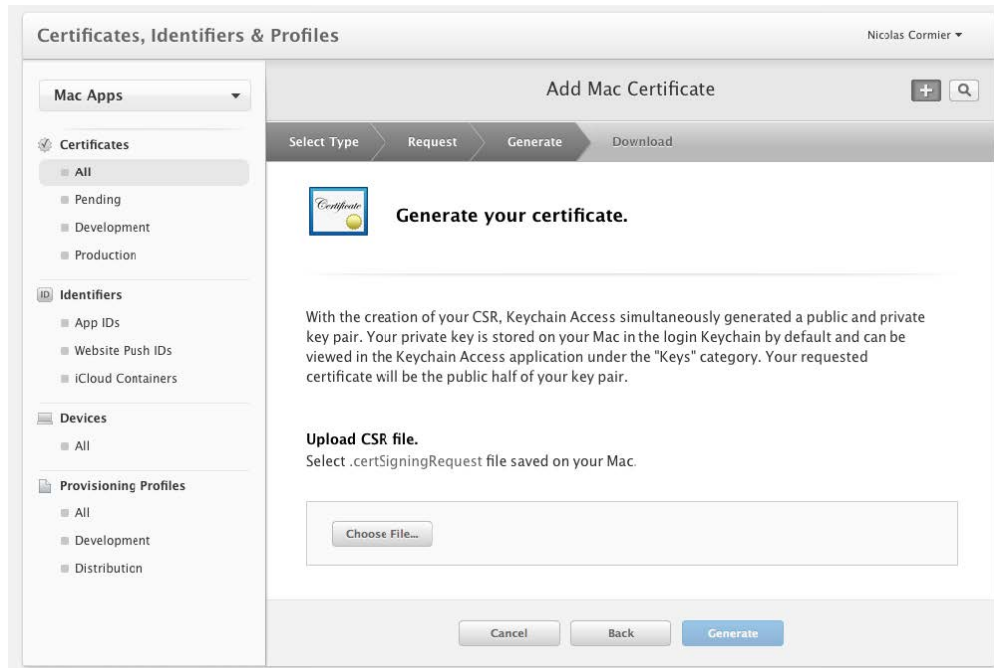 Certificates, Identifiers & Profiles
Nicolas Cormier
Mac Apps
Certificates
All
Pending
Development
Production
ID Identifiers
App IDs
Website Push IDs
iCloud Containers
Devices
All
Provisioning Profiles
All
Development
Distribution
Add Mac Certificate
Select Type
Request
Generate
Download
Certificate
Generate your certificate.
With the creation of your CSR, Keychain Access simultaneously generated a public and private
key pair. Your private key is stored on your Mac in the login Keychain by default and can be
viewed in the Keychain Access application under the "Keys" category. Your requested
certificate will be the public half of your key pair.
Upload CSR file.
Select .certSigningRequest file saved on your Mac.
Choose File...
Cancel
Back
Generate